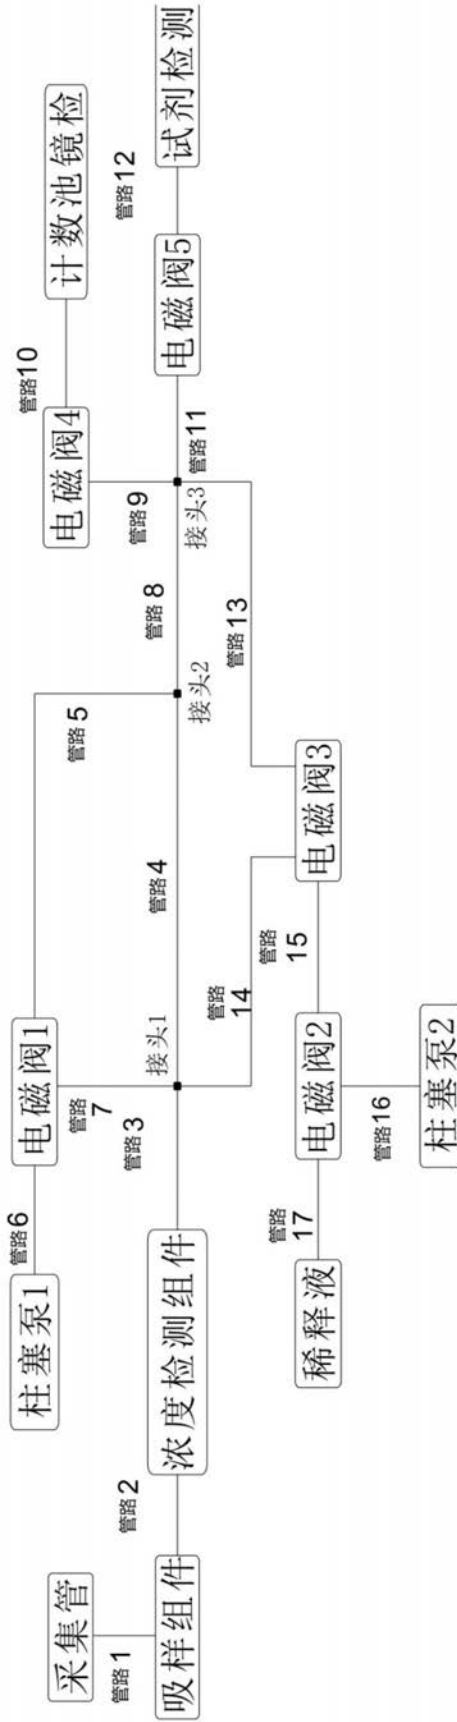 采集管
管路1
吸样组件
管路2
浓度检测组件
管路3
接头1
管路4
接头2
管路8
接头3
管路11
电磁阀5
管路12
试剂检测
柱塞泵1
管路6
电磁阀1
管路
7
管路5
管路9
电磁阀4
管路10
计数池镜检
管路13
管路
14
电磁阀3
管路
15
电磁阀2
管路16
柱塞泵2
管路
17
稀释液